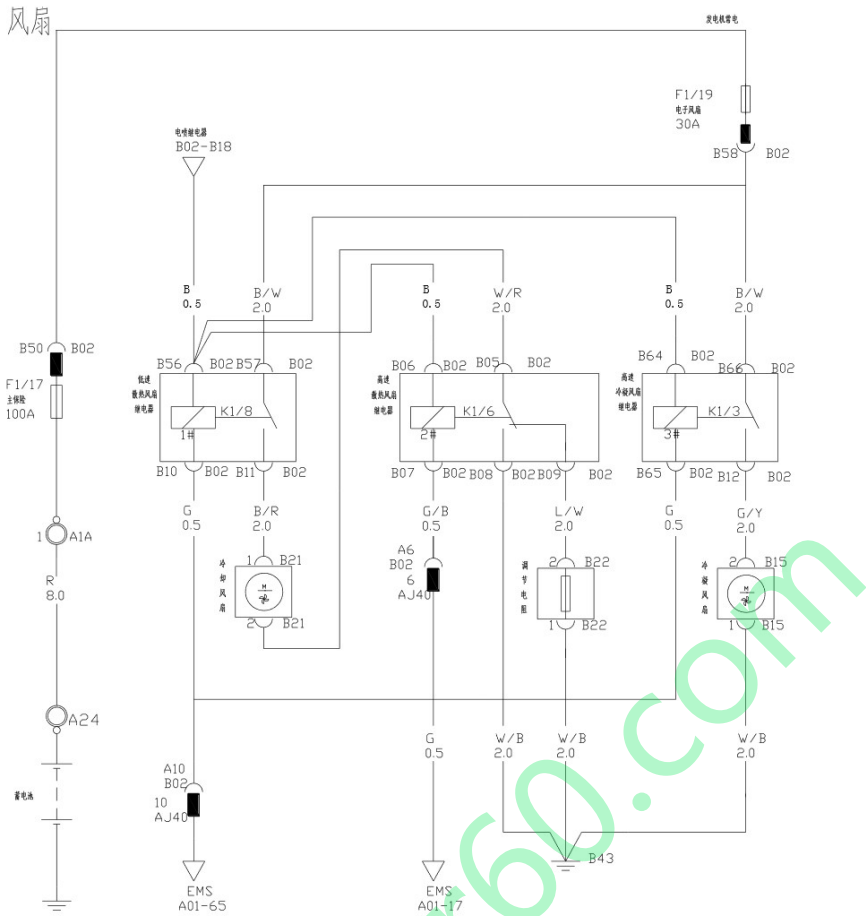 风扇
发电机蓄电
F1/19
电子风扇
30A
B58 B02
电喷继电器
B02-B18
B
0.5
B/W
2.0
B
0.5
W/R
2.0
B
0.5
B/W
2.0
B50 B02
F1/17
主保险
100A
B56 B02 B57 B02
低速
散热风扇
继电器
K1/8
1#
B10 B02 B11 B02
B06 B02 B05 B02
高速
散热风扇
继电器
K1/6
2#
B07 B02 B08 B02 B09 B02
B64 B02 B66 B02
高速
冷凝风扇
继电器
K1/3
3#
B65 B02 B12 B02
G
0.5
B/R
2.0
G/B
0.5
L/W
2.0
G
0.5
G/Y
2.0
1 A1A
R
8.0
A24
蓄电池
1 B21
冷却风扇
M
2 B21
A6
B02
6
AJ40
2 B22
调节电阻
1 B22
2 B15
冷凝风扇
M
1 B15
G
0.5
W/B
2.0
W/B
2.0
W/B
2.0
A10
B02
10
AJ40
EMS
A01-65
EMS
A01-17
B43
r60.com